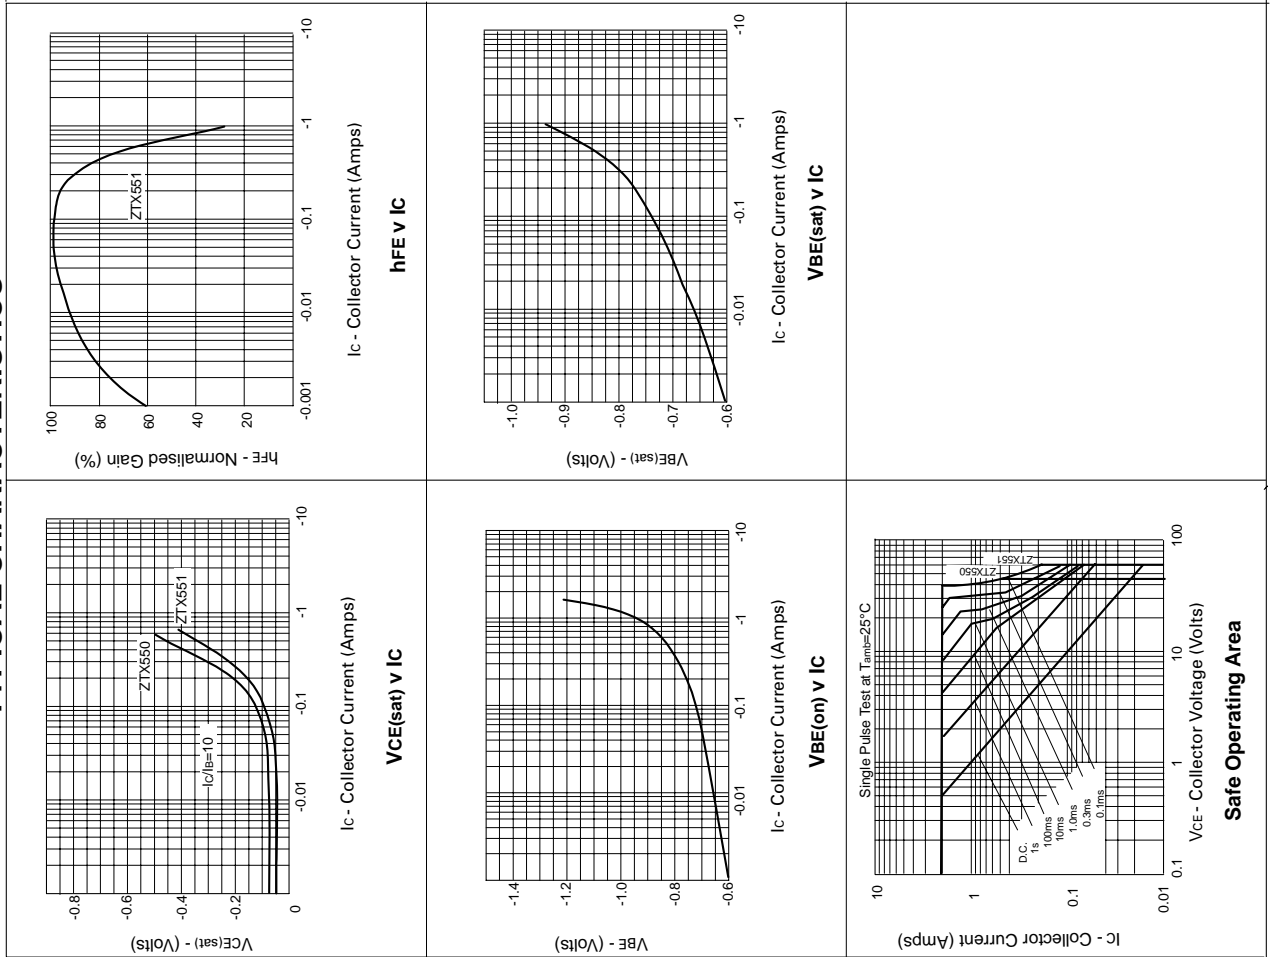 -0.8
-0.6
-0.4
-0.2
0
VCE(sat) - (Volts)
ZTX550
ZTX551
IC/IB=10
-0.01
-0.1
-1
-10
IC - Collector Current (Amps)
VCE(sat) v IC
100
80
60
40
20
hFE - Normalised Gain (%)
ZTX551
-0.001
-0.01
-0.1
-1
-10
IC - Collector Current (Amps)
hFE v IC
-1.4
-1.2
-1.0
-0.8
-0.6
VBE - (Volts)
-0.01
-0.1
-1
-10
IC - Collector Current (Amps)
VBE(on) v IC
-1.0
-0.9
-0.8
-0.7
-0.6
VBE(sat) - (Volts)
-0.01
-0.1
-1
-10
IC - Collector Current (Amps)
VBE(sat) v IC
Single Pulse Test at Tamb=25°C
10
1
0.1
0.01
Ic - Collector Current (Amps)
D.C.
1s
100ms
10ms
1.0ms
0.3ms
0.1ms
ZTX550
ZTX551
0.1
1
10
100
VCE - Collector Voltage (Volts)
Safe Operating Area